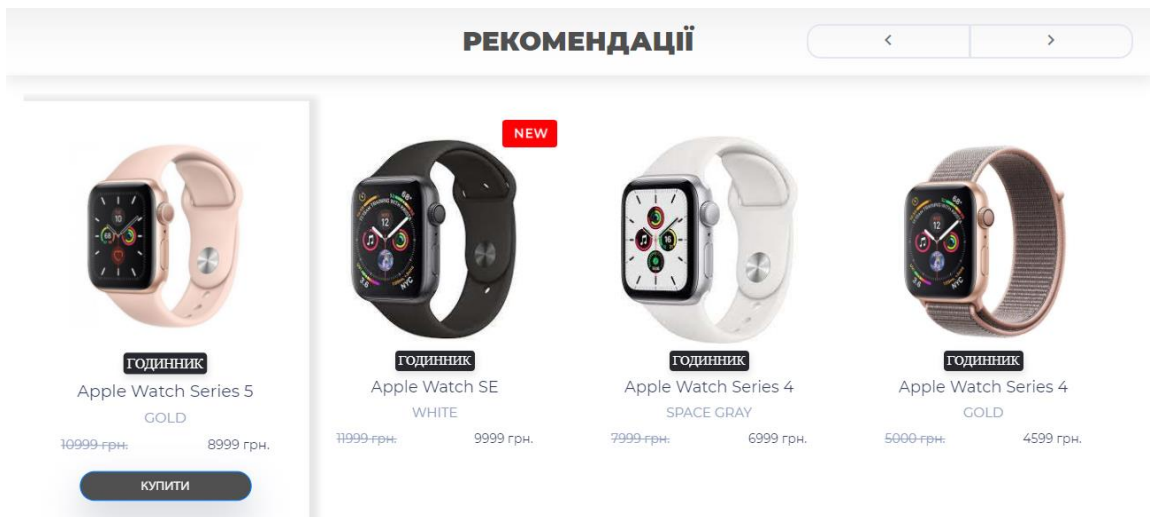 РЕКОМЕНДАЦІЇ
NEW
ГОДИННИК
Apple Watch Series 5
GOLD
10999 грн. 8999 грн.
КУПИТИ
ГОДИННИК
Apple Watch SE
WHITE
11999 грн. 9999 грн.
ГОДИННИК
Apple Watch Series 4
SPACE GRAY
7999 грн. 6999 грн.
ГОДИННИК
Apple Watch Series 4
GOLD
5000 грн. 4599 грн.